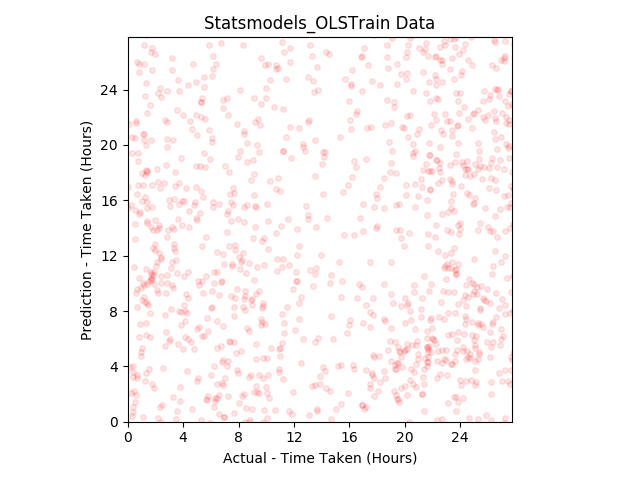 Statsmodels_OLSTrain Data
Prediction - Time Taken (Hours)
24
20
16
12
8
4
0
0 4 8 12 16 20 24
Actual - Time Taken (Hours)